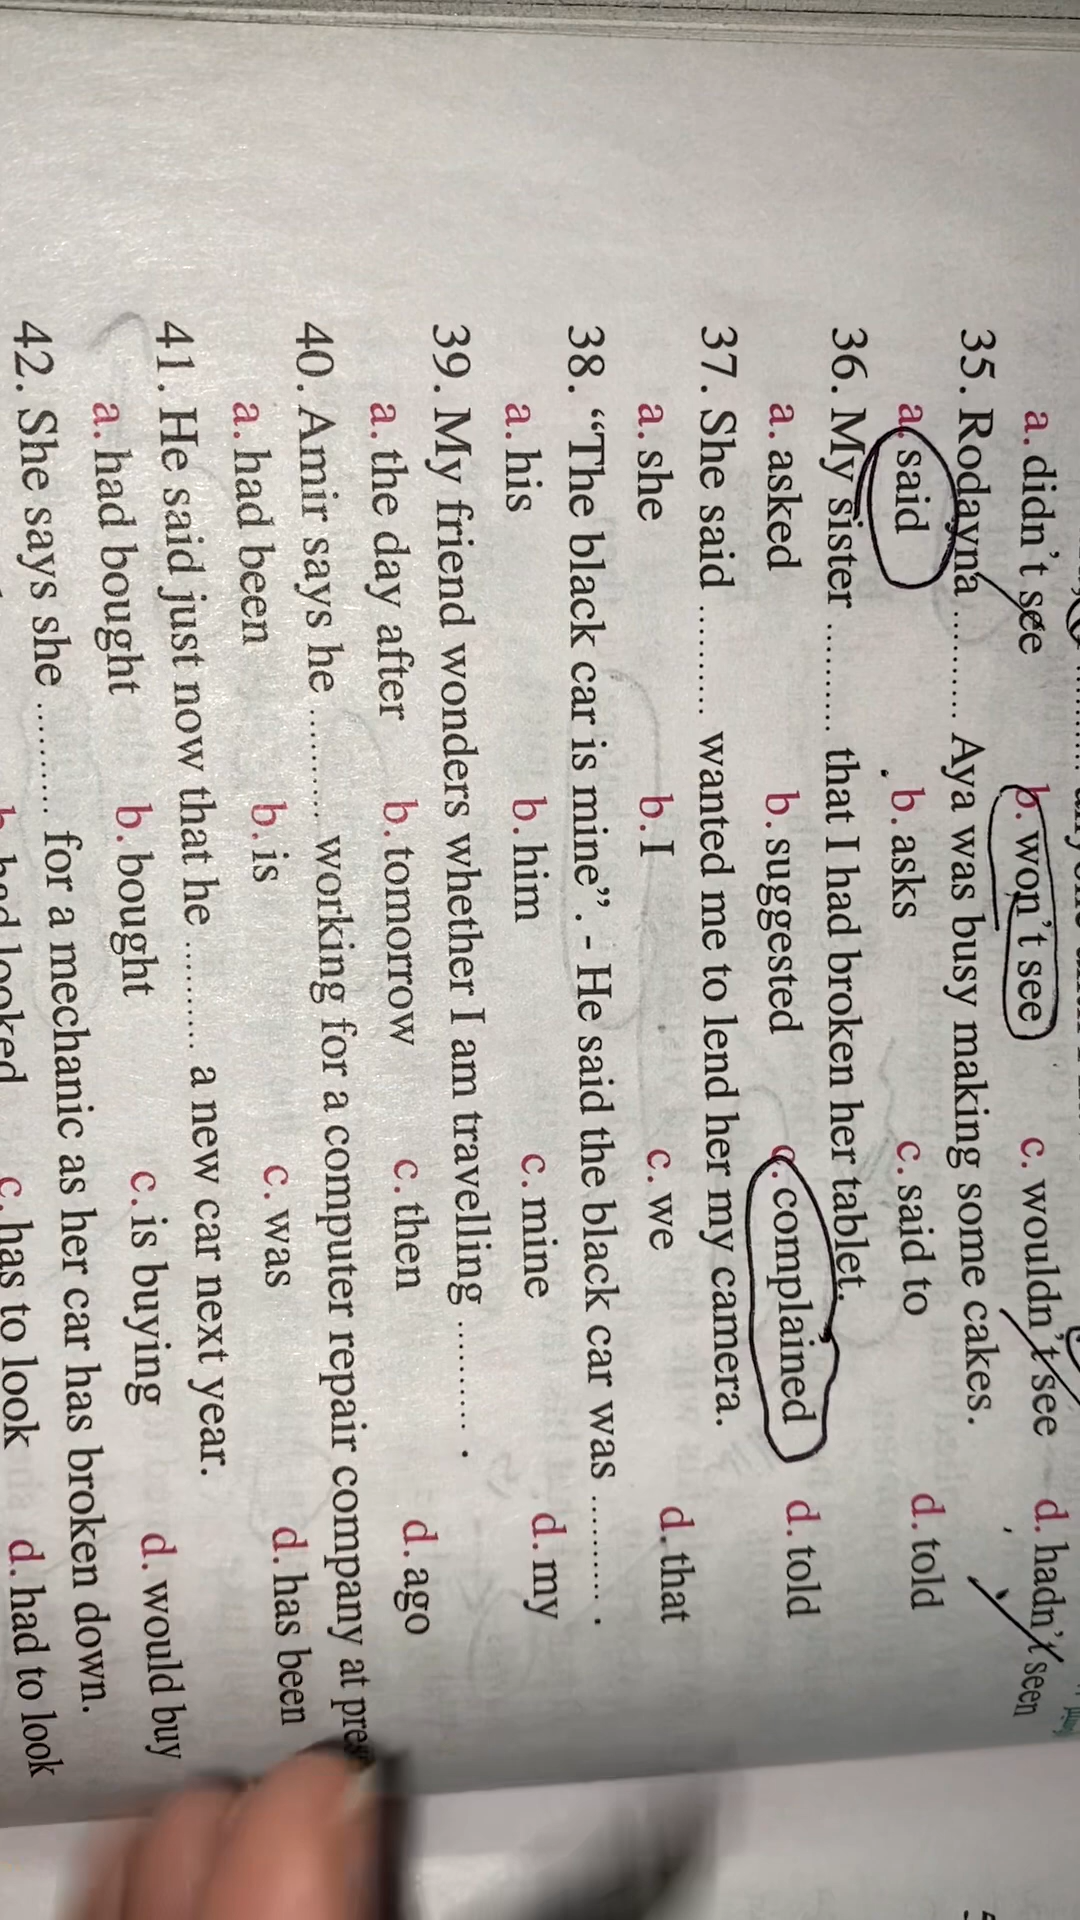 a. didn't see b. won't see c. wouldn't see d. hadn't seen
35. Rodayna .......... Aya was busy making some cakes.
a. said b. asks c. said to d. told
36. My sister .......... that I had broken her tablet.
a. asked b. suggested c. complained d. told
37. She said .......... wanted me to lend her my camera.
a. she b. I c. we d. that
38. “The black car is mine”. - He said the black car was .......... .
a. his b. him c. mine d. my
39. My friend wonders whether I am travelling .......... .
a. the day after b. tomorrow c. then d. ago
40. Amir says he .......... working for a computer repair company at pres
a. had been b. is c. was d. has been
41. He said just now that he .......... a new car next year.
a. had bought b. bought c. is buying d. would buy
42. She says she .......... for a mechanic as her car has broken down.
b. had looked c. has to look d. had to look